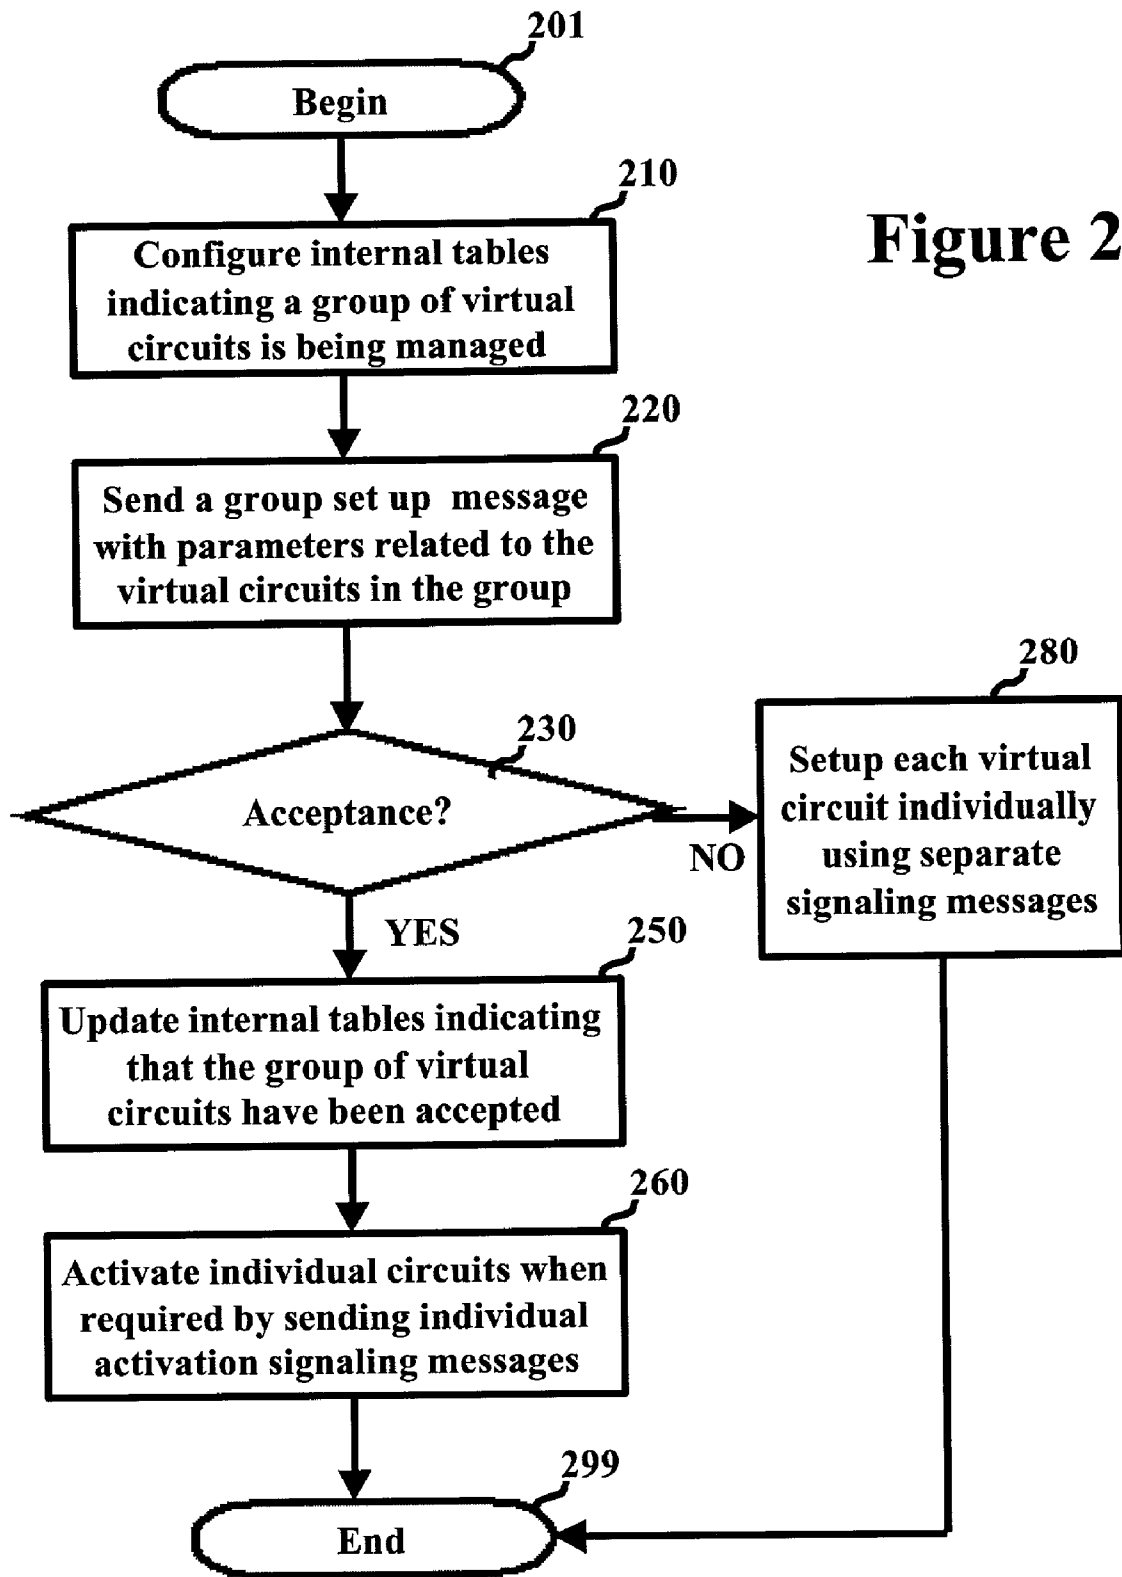 201
Begin
210
Figure 2
Configure internal tables
indicating a group of virtual
circuits is being managed
220
Send a group set up message
with parameters related to the
virtual circuits in the group
230
Acceptance?
NO
280
Setup each virtual
circuit individually
using separate
signaling messages
YES
250
Update internal tables indicating
that the group of virtual
circuits have been accepted
260
Activate individual circuits when
required by sending individual
activation signaling messages
299
End